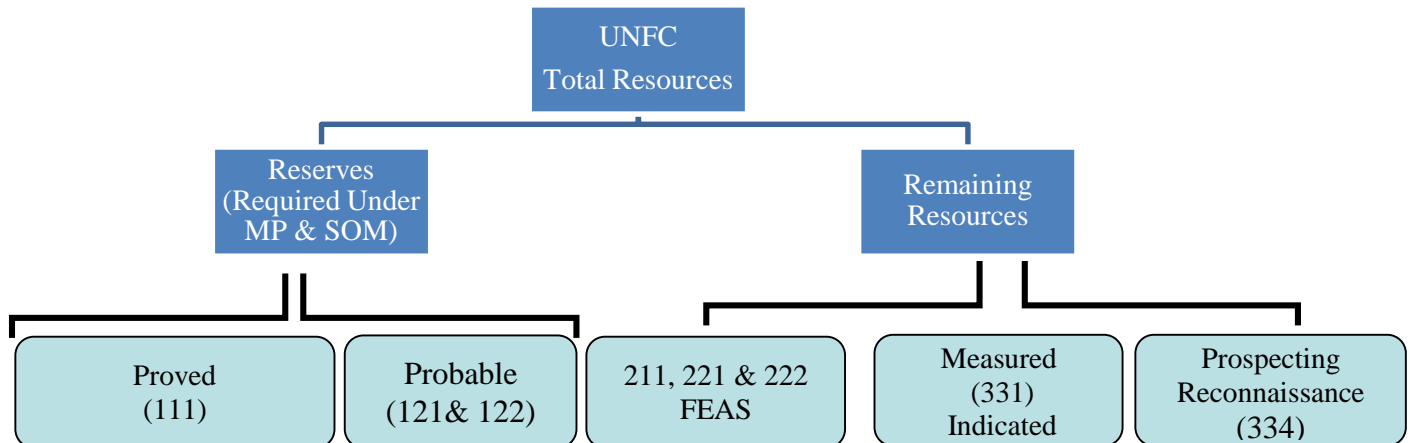 UNFC
Total Resources
Reserves
(Required Under
MP & SOM)
Remaining
Resources
Proved
(111)
Probable
(121& 122)
211, 221 & 222
FEAS
Measured
(331)
Indicated
Prospecting
Reconnaissance
(334)